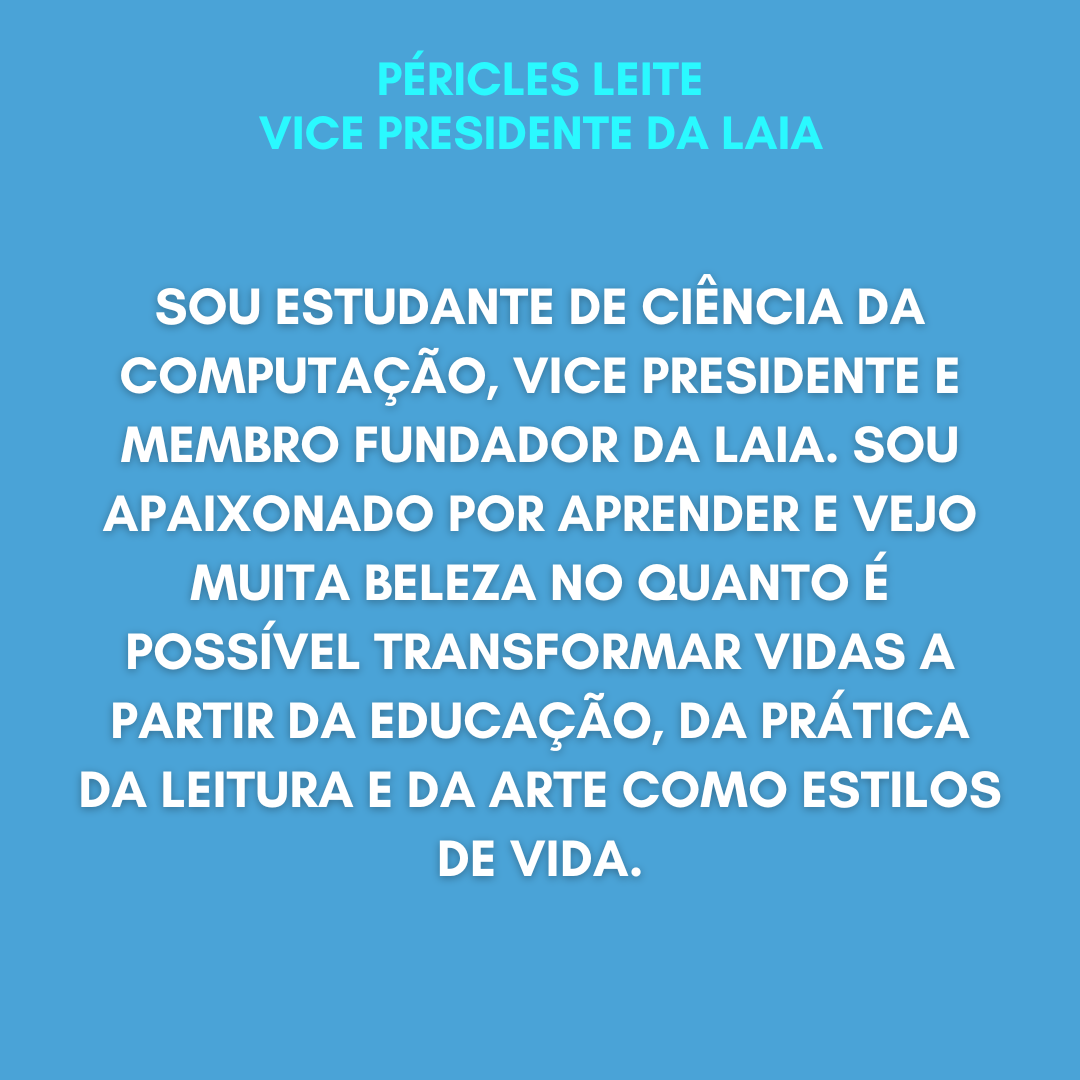 PÉRICLES LEITE
VICE PRESIDENTE DA LAIA
SOU ESTUDANTE DE CIÊNCIA DA
COMPUTAÇÃO, VICE PRESIDENTE E
MEMBRO FUNDADOR DA LAIA. SOU
APAIXONADO POR APRENDER E VEJO
MUITA BELEZA NO QUANTO É
POSSÍVEL TRANSFORMAR VIDAS A
PARTIR DA EDUCAÇÃO, DA PRÁTICA
DA LEITURA E DA ARTE COMO ESTILOS
DE VIDA.